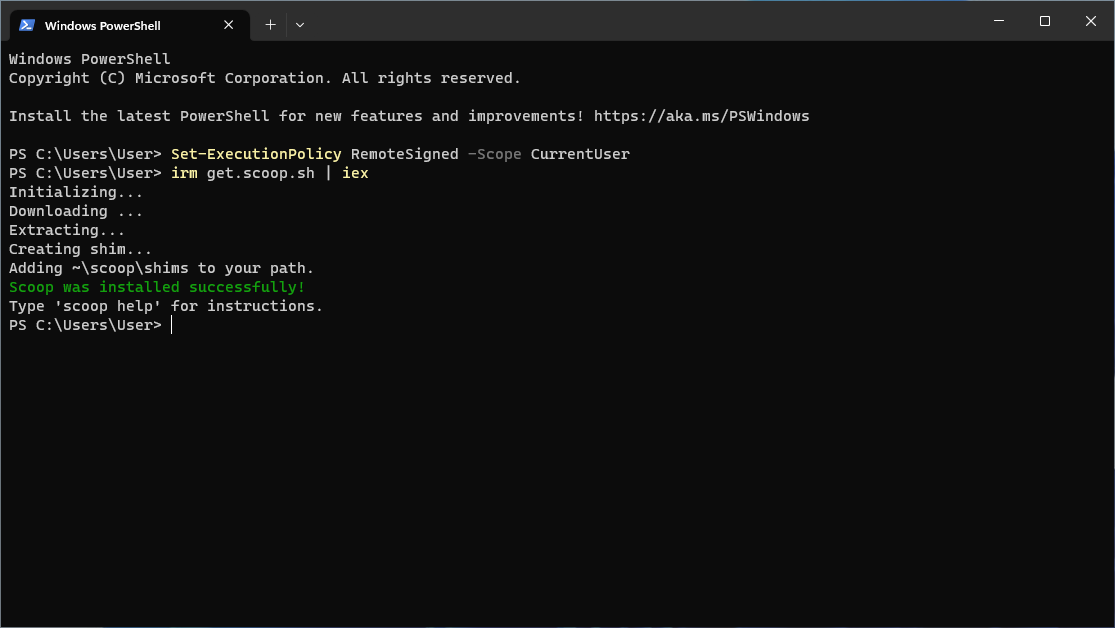 Windows PowerShell
Windows PowerShell
Copyright (C) Microsoft Corporation. All rights reserved.
Install the latest PowerShell for new features and improvements! https://aka.ms/PSWindows
PS C:\Users\User> Set-ExecutionPolicy RemoteSigned -Scope CurrentUser
PS C:\Users\User> irm get.scoop.sh | iex
Initializing...
Downloading ...
Extracting...
Creating shim...
Adding ~\scoop\shims to your path.
Scoop was installed successfully!
Type 'scoop help' for instructions.
PS C:\Users\User>